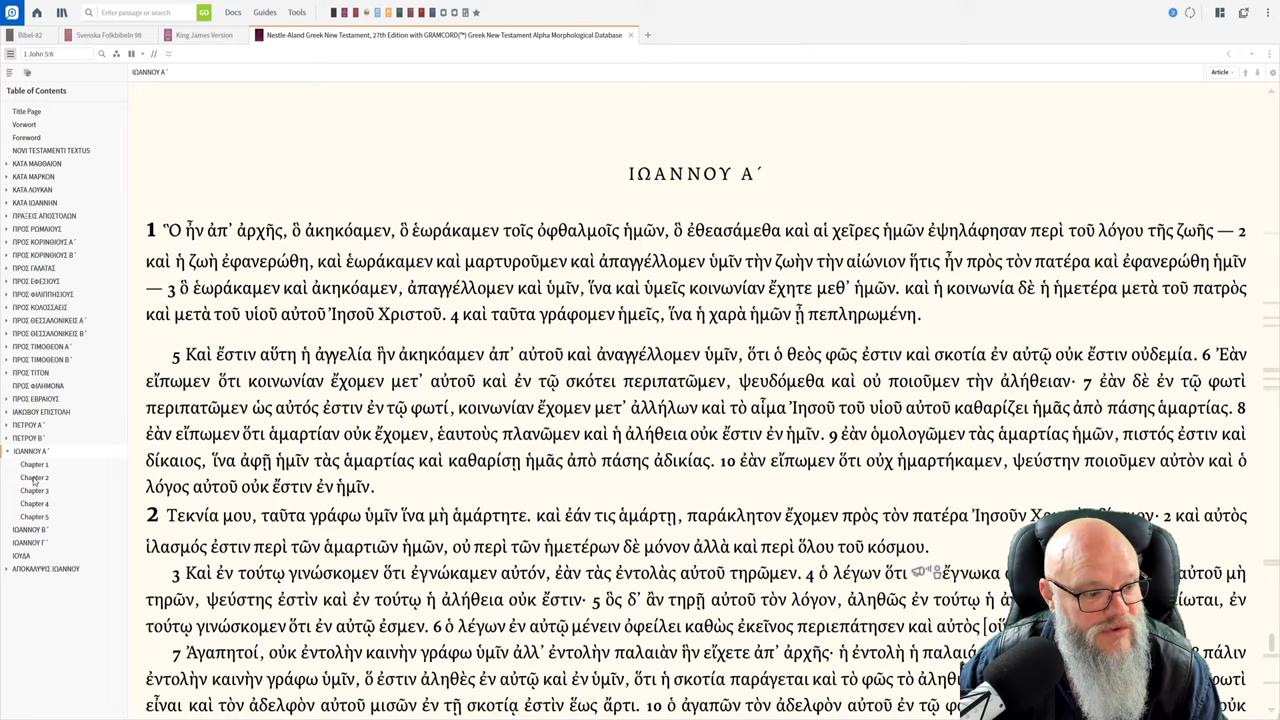 Enter passage or search
GO
Docs
Guides
Tools
2
Bibel-82
Svenska Folkbibeln 98
King James Version
Nestle-Aland Greek New Testament, 27th Edition with GRAMCORD(™) Greek New Testament Alpha Morphological Database
1 John 5:6
ΙΩΑΝΝΟΥ Α´
Article
Table of Contents
Title Page
Vorwort
Foreword
NOVI TESTAMENTI TEXTUS
ΚΑΤΑ ΜΑΘΘΑΙΟΝ
ΚΑΤΑ ΜΑΡΚΟΝ
ΚΑΤΑ ΛΟΥΚΑΝ
ΚΑΤΑ ΙΩΑΝΝΗΝ
ΠΡΑΞΕΙΣ ΑΠΟΣΤΟΛΩΝ
ΠΡΟΣ ΡΩΜΑΙΟΥΣ
ΠΡΟΣ ΚΟΡΙΝΘΙΟΥΣ Α´
ΠΡΟΣ ΚΟΡΙΝΘΙΟΥΣ Β´
ΠΡΟΣ ΓΑΛΑΤΑΣ
ΠΡΟΣ ΕΦΕΣΙΟΥΣ
ΠΡΟΣ ΦΙΛΙΠΠΗΣΙΟΥΣ
ΠΡΟΣ ΚΟΛΟΣΣΑΕΙΣ
ΠΡΟΣ ΘΕΣΣΑΛΟΝΙΚΕΙΣ Α´
ΠΡΟΣ ΘΕΣΣΑΛΟΝΙΚΕΙΣ Β´
ΠΡΟΣ ΤΙΜΟΘΕΟΝ Α´
ΠΡΟΣ ΤΙΜΟΘΕΟΝ Β´
ΠΡΟΣ ΤΙΤΟΝ
ΠΡΟΣ ΦΙΛΗΜΟΝΑ
ΠΡΟΣ ΕΒΡΑΙΟΥΣ
ΙΑΚΩΒΟΥ ΕΠΙΣΤΟΛΗ
ΠΕΤΡΟΥ Α´
ΠΕΤΡΟΥ Β´
ΙΩΑΝΝΟΥ Α´
Chapter 1
Chapter 2
Chapter 3
Chapter 4
Chapter 5
ΙΩΑΝΝΟΥ Β´
ΙΩΑΝΝΟΥ Γ´
ΙΟΥΔΑ
ΑΠΟΚΑΛΥΨΙΣ ΙΩΑΝΝΟΥ
ΙΩΑΝΝΟΥ Α´
1 Ὃ ἦν ἀπ’ ἀρχῆς, ὃ ἀκηκόαμεν, ὃ ἑωράκαμεν τοῖς ὀφθαλμοῖς ἡμῶν, ὃ ἐθεασάμεθα καὶ αἱ χεῖρες ἡμῶν ἐψηλάφησαν περὶ τοῦ λόγου τῆς ζωῆς — 2
καὶ ἡ ζωὴ ἐφανερώθη, καὶ ἑωράκαμεν καὶ μαρτυροῦμεν καὶ ἀπαγγέλλομεν ὑμῖν τὴν ζωὴν τὴν αἰώνιον ἥτις ἦν πρὸς τὸν πατέρα καὶ ἐφανερώθη ἡμῖν
— 3 ὃ ἑωράκαμεν καὶ ἀκηκόαμεν, ἀπαγγέλλομεν καὶ ὑμῖν, ἵνα καὶ ὑμεῖς κοινωνίαν ἔχητε μεθ’ ἡμῶν. καὶ ἡ κοινωνία δὲ ἡ ἡμετέρα μετὰ τοῦ πατρὸς
καὶ μετὰ τοῦ υἱοῦ αὐτοῦ Ἰησοῦ Χριστοῦ. 4 καὶ ταῦτα γράφομεν ἡμεῖς, ἵνα ἡ χαρὰ ἡμῶν ᾖ πεπληρωμένη.
5 Καὶ ἔστιν αὕτη ἡ ἀγγελία ἣν ἀκηκόαμεν ἀπ’ αὐτοῦ καὶ ἀναγγέλλομεν ὑμῖν, ὅτι ὁ θεὸς φῶς ἐστιν καὶ σκοτία ἐν αὐτῷ οὐκ ἔστιν οὐδεμία. 6 Ἐὰν
εἴπωμεν ὅτι κοινωνίαν ἔχομεν μετ’ αὐτοῦ καὶ ἐν τῷ σκότει περιπατῶμεν, ψευδόμεθα καὶ οὐ ποιοῦμεν τὴν ἀλήθειαν· 7 ἐὰν δὲ ἐν τῷ φωτὶ
περιπατῶμεν ὡς αὐτός ἐστιν ἐν τῷ φωτί, κοινωνίαν ἔχομεν μετ’ ἀλλήλων καὶ τὸ αἷμα Ἰησοῦ τοῦ υἱοῦ αὐτοῦ καθαρίζει ἡμᾶς ἀπὸ πάσης ἁμαρτίας. 8
ἐὰν εἴπωμεν ὅτι ἁμαρτίαν οὐκ ἔχομεν, ἑαυτοὺς πλανῶμεν καὶ ἡ ἀλήθεια οὐκ ἔστιν ἐν ἡμῖν. 9 ἐὰν ὁμολογῶμεν τὰς ἁμαρτίας ἡμῶν, πιστός ἐστιν καὶ
δίκαιος, ἵνα ἀφῇ ἡμῖν τὰς ἁμαρτίας καὶ καθαρίσῃ ἡμᾶς ἀπὸ πάσης ἀδικίας. 10 ἐὰν εἴπωμεν ὅτι οὐχ ἡμαρτήκαμεν, ψεύστην ποιοῦμεν αὐτὸν καὶ ὁ
λόγος αὐτοῦ οὐκ ἔστιν ἐν ἡμῖν.
2 Τεκνία μου, ταῦτα γράφω ὑμῖν ἵνα μὴ ἁμάρτητε. καὶ ἐάν τις ἁμάρτῃ, παράκλητον ἔχομεν πρὸς τὸν πατέρα Ἰησοῦν 2 καὶ αὐτὸς
ἱλασμός ἐστιν περὶ τῶν ἁμαρτιῶν ἡμῶν, οὐ περὶ τῶν ἡμετέρων δὲ μόνον ἀλλὰ καὶ περὶ ὅλου τοῦ κόσμου.
3 Καὶ ἐν τούτῳ γινώσκομεν ὅτι ἐγνώκαμεν αὐτόν, ἐὰν τὰς ἐντολὰς αὐτοῦ τηρῶμεν. 4 ὁ λέγων ὅτι ἔγνωκα αὐτοῦ μὴ
τηρῶν, ψεύστης ἐστὶν καὶ ἐν τούτῳ ἡ ἀλήθεια οὐκ ἔστιν· 5 ὃς δ’ ἂν τηρῇ αὐτοῦ τὸν λόγον, ἀληθῶς ἐν τούτῳ ἡ ἐν
τούτῳ γινώσκομεν ὅτι ἐν αὐτῷ ἐσμεν. 6 ὁ λέγων ἐν αὐτῷ μένειν ὀφείλει καθὼς ἐκεῖνος περιεπάτησεν καὶ αὐτὸς
7 Ἀγαπητοί, οὐκ ἐντολὴν καινὴν γράφω ὑμῖν ἀλλ’ ἐντολὴν παλαιὰν ἣν εἴχετε ἀπ’ ἀρχῆς· ἡ ἐντολὴ ἡ πάλιν
ἐντολὴν καινὴν γράφω ὑμῖν, ὅ ἐστιν ἀληθὲς ἐν αὐτῷ καὶ ἐν ὑμῖν, ὅτι ἡ σκοτία παράγεται καὶ τὸ φῶς τὸ φωτὶ
εἶναι καὶ τὸν ἀδελφὸν αὐτοῦ μισῶν ἐν τῇ σκοτίᾳ ἐστὶν ἕως ἄρτι. 10 ὁ ἀγαπῶν τὸν ἀδελφὸν αὐτοῦ ἐν τῷ οὐκ